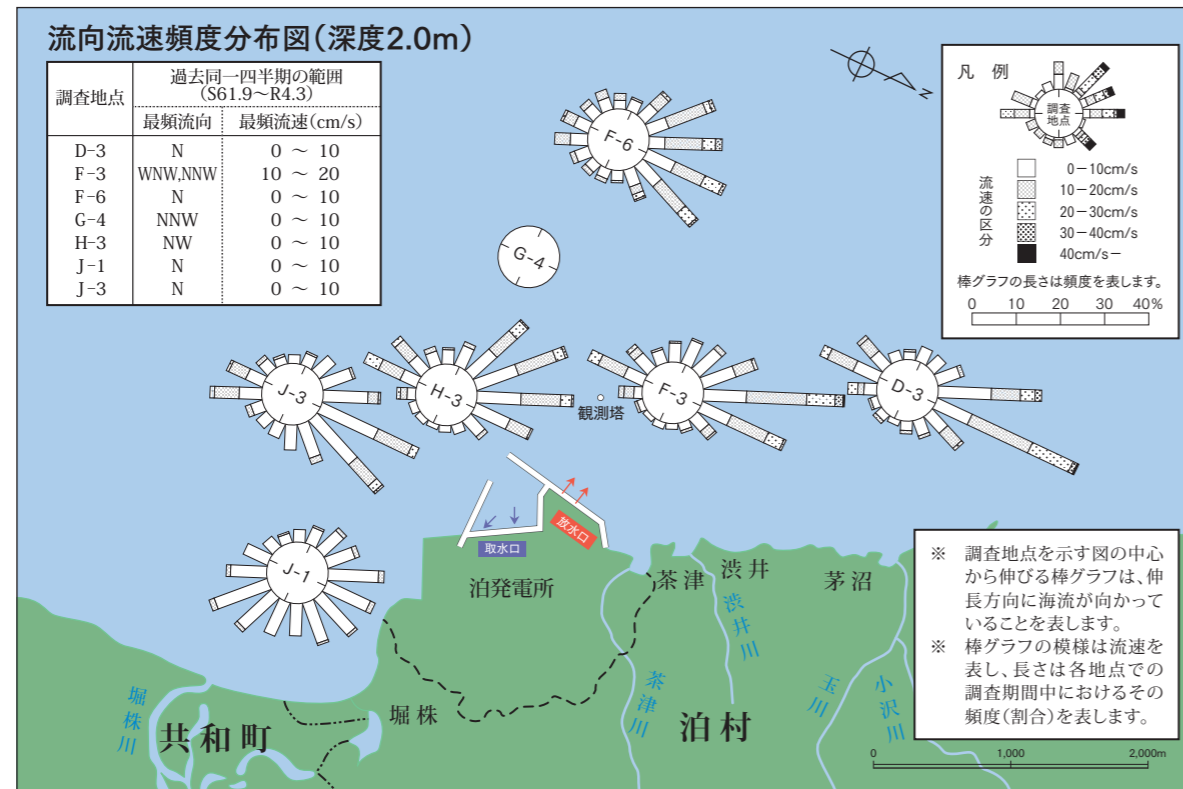 流向流速頻度分布図(深度2.0m)
調査地点 過去同一四半期の範囲
(S61.9〜R4.3)
最頻流向 最頻流速(cm/s)
D-3 N 0 〜 10
F-3 WNW,NNW 10 〜 20
F-6 N 0 〜 10
G-4 NNW 0 〜 10
H-3 NW 0 〜 10
J-1 N 0 〜 10
J-3 N 0 〜 10
N
凡 例
調査
地点
流速の区分
0−10cm/s
10−20cm/s
20−30cm/s
30−40cm/s
40cm/s−
棒グラフの長さは頻度を表します。
0 10 20 30 40%
F-6
G-4
J-3
H-3
観測塔
F-3
D-3
J-1
取水口
放水口
泊発電所
茶津
渋井
茅沼
渋井川
茶津川
玉川
小沢川
堀株川
堀株
共和町
泊村
※ 調査地点を示す図の中心
から伸びる棒グラフは、伸
長方向に海流が向かって
いることを表します。
※ 棒グラフの模様は流速を
表し、長さは各地点での
調査期間中におけるその
頻度(割合)を表します。
0 1,000 2,000m